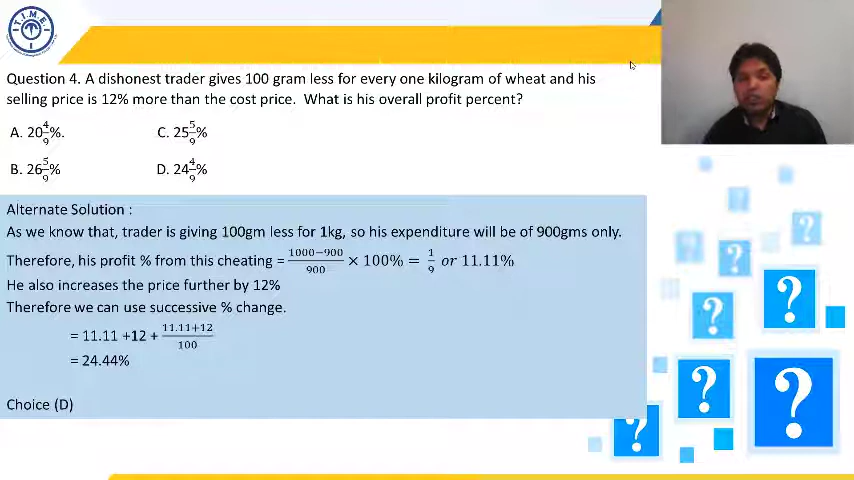 T.I.M.E.
Question 4. A dishonest trader gives 100 gram less for every one kilogram of wheat and his
selling price is 12% more than the cost price. What is his overall profit percent?
A. 20 4/9 %. C. 25 5/9 %
B. 26 5/9 % D. 24 4/9 %
Alternate Solution :
As we know that, trader is giving 100gm less for 1kg, so his expenditure will be of 900gms only.
Therefore, his profit % from this cheating = 1000−900/900 × 100% = 1/9 or 11.11%
He also increases the price further by 12%
Therefore we can use successive % change.
= 11.11 +12 + 11.11+12/100
= 24.44%
Choice (D)
? ? ? ? ? ?